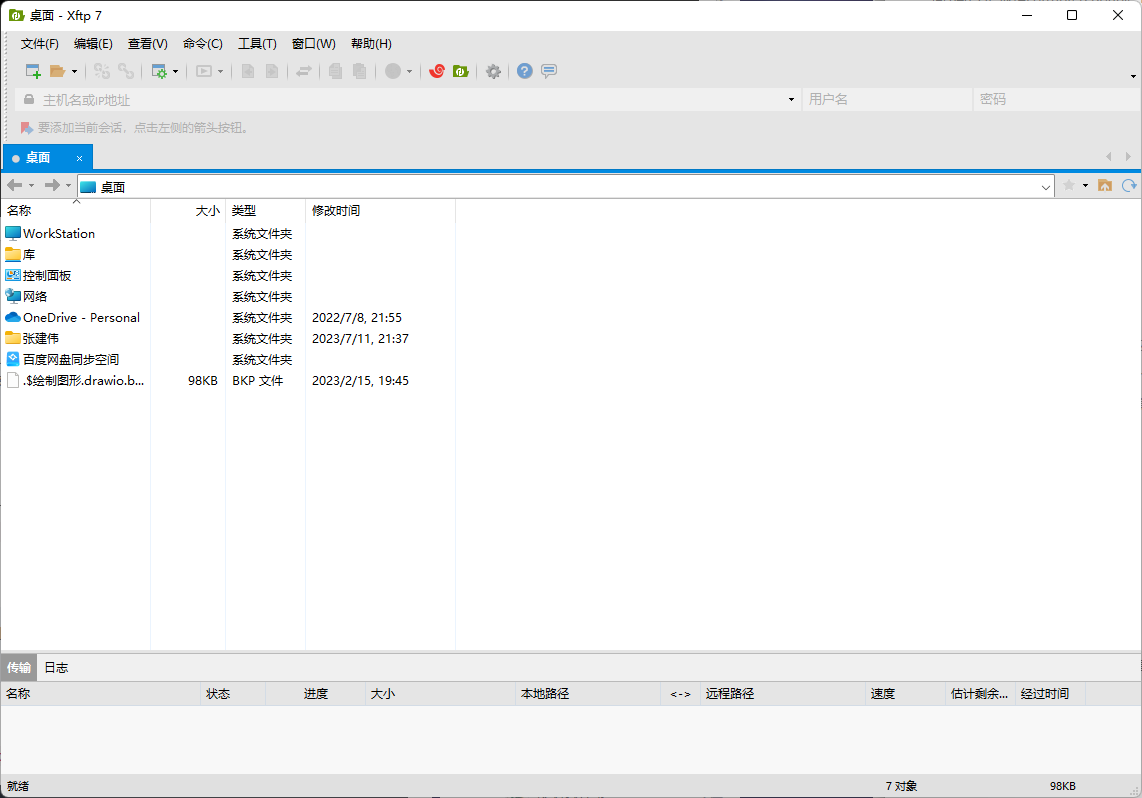 桌面 - Xftp 7
文件(F) 编辑(E) 查看(V) 命令(C) 工具(T) 窗口(W) 帮助(H)
主机名或IP地址 用户名 密码
要添加当前会话，点击左侧的箭头按钮。
桌面 ×
桌面
名称 大小 类型 修改时间
WorkStation 系统文件夹
库 系统文件夹
控制面板 系统文件夹
网络 系统文件夹
OneDrive - Personal 系统文件夹 2022/7/8, 21:55
张建伟 系统文件夹 2023/7/11, 21:37
百度网盘同步空间 系统文件夹
.$绘制图形.drawio.b... 98KB BKP 文件 2023/2/15, 19:45
传输 日志
名称 状态 进度 大小 本地路径 <-> 远程路径 速度 估计剩余... 经过时间
就绪 7 对象 98KB